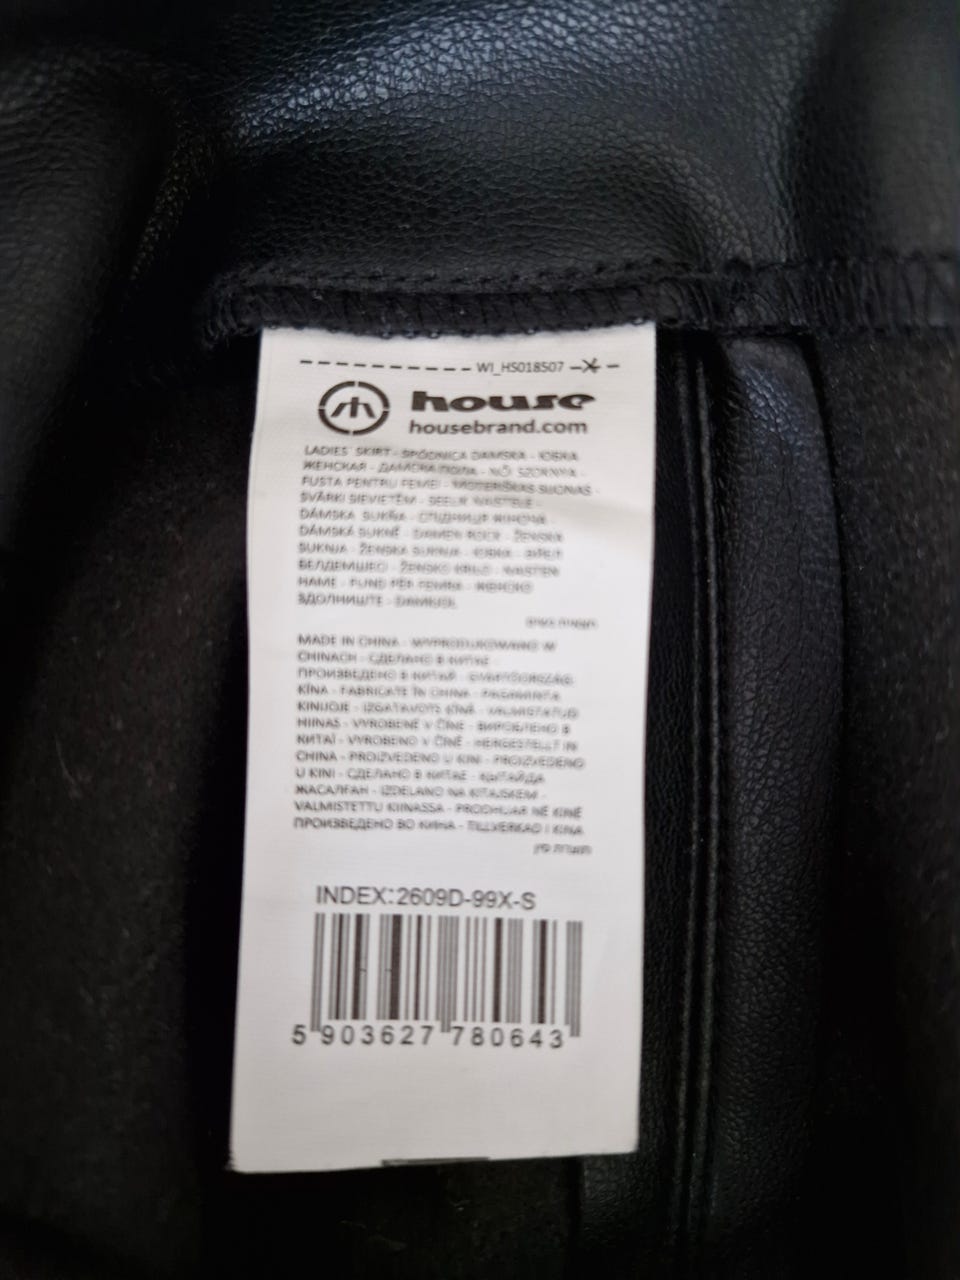 WI_HS018507
house
housebrand.com
LADIES' SKIRT - SPÓDNICA DAMSKA - ЮБКА
ЖЕНСКАЯ - ДАМСКА ПОЛА - NŐI SZOKNYA -
FUSTA PENTRU FEMEI - MOTERIŠKAS SIJONAS -
SVĀRKI SIEVIETĒM - SEELIK NAISTELE -
DÁMSKA SUKŇA - СПІДНИЦЯ ЖІНОЧА -
DÁMSKÁ SUKNĚ - DAMEN ROCK - ŽENSKA
SUKNJA - ŽENSKA SUKNJA - ЮБКА -
БЕЛДЕМШЕСІ - ŽENSKO KRILO - NAISTEN
HAME - FUND PËR FEMRA - ЖЕНСКО
ЗДОЛНИШТЕ - DAMKJOL
MADE IN CHINA - WYPRODUKOWANO W
CHINACH - СДЕЛАНО В КИТАЕ -
ПРОИЗВЕДЕНО В КИТАЙ -
KÍNA - FABRICATE ÎN CHINA - PAGAMINTA
KINIJOJE - IZGATAVOTS ĶĪNĀ - VALMISTATUD
HIINAS - VYROBENÉ V ČÍNE - ВИРОБЛЕНО В
КИТАЇ - VYROBENO V ČÍNĚ - HERGESTELLT IN
CHINA - PROIZVEDENO U KINI - PROIZVEDENO
U KINI - СДЕЛАНО В КИТАЕ - ҚЫТАЙДА
ЖАСАЛҒАН - IZDELANO NA KITAJSKEM -
VALMISTETTU KIINASSA - PRODHUAR NË KINË
ПРОИЗВЕДЕНО ВО КИНА - TILLVERKAD I KINA
INDEX:2609D-99X-S
5 903627 780643